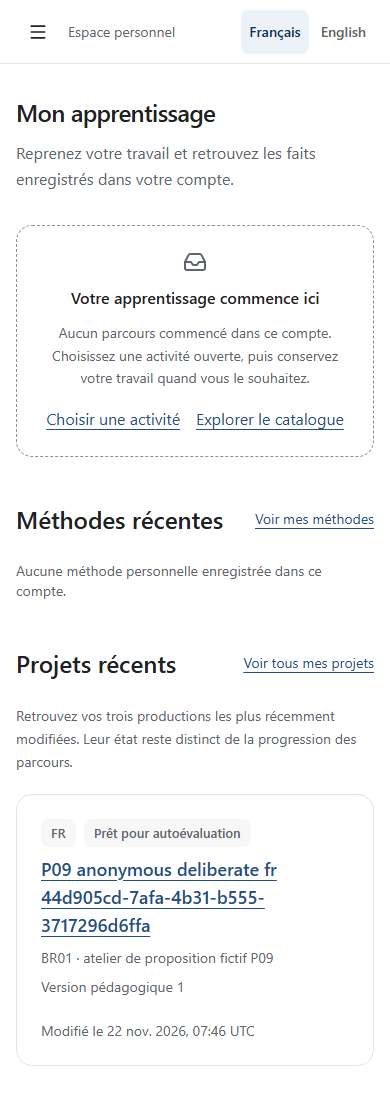 Espace personnel
Français
English
Mon apprentissage
Reprenez votre travail et retrouvez les faits
enregistrés dans votre compte.
Votre apprentissage commence ici
Aucun parcours commencé dans ce compte.
Choisissez une activité ouverte, puis conservez
votre travail quand vous le souhaitez.
Choisir une activité
Explorer le catalogue
Méthodes récentes
Voir mes méthodes
Aucune méthode personnelle enregistrée dans ce
compte.
Projets récents
Voir tous mes projets
Retrouvez vos trois productions les plus récemment
modifiées. Leur état reste distinct de la progression des
parcours.
FR
Prêt pour autoévaluation
P09 anonymous deliberate fr
44d905cd-7afa-4b31-b555-
3717296d6ffa
BR01 · atelier de proposition fictif P09
Version pédagogique 1
Modifié le 22 nov. 2026, 07:46 UTC